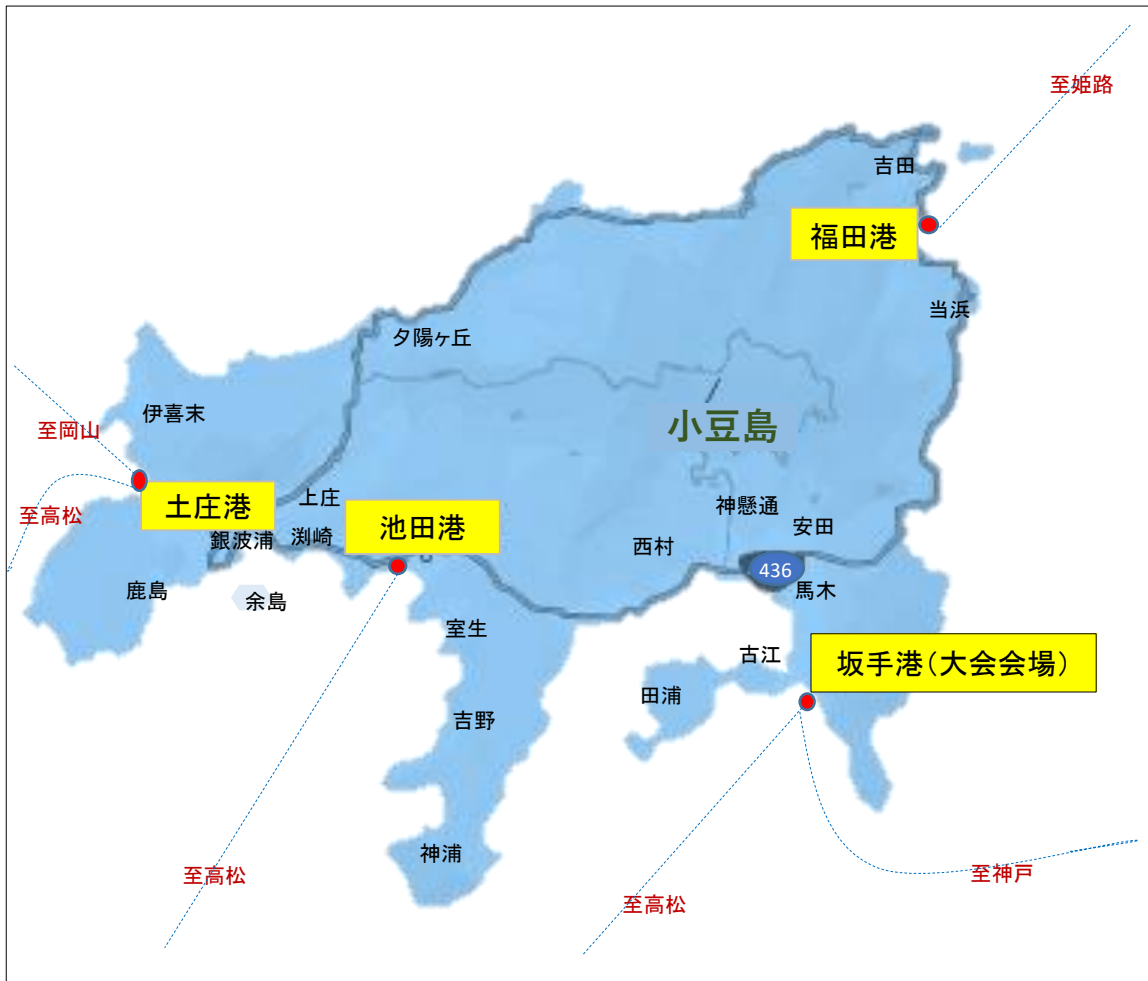 至姫路
吉田
福田港
当浜
夕陽ヶ丘
伊喜末
小豆島
至岡山
土庄港
上庄
池田港
神懸通
安田
至高松
銀波浦
渕崎
西村
436
鹿島
余島
馬木
室生
古江
坂手港(大会会場)
田浦
吉野
神浦
至高松
至高松
至神戸